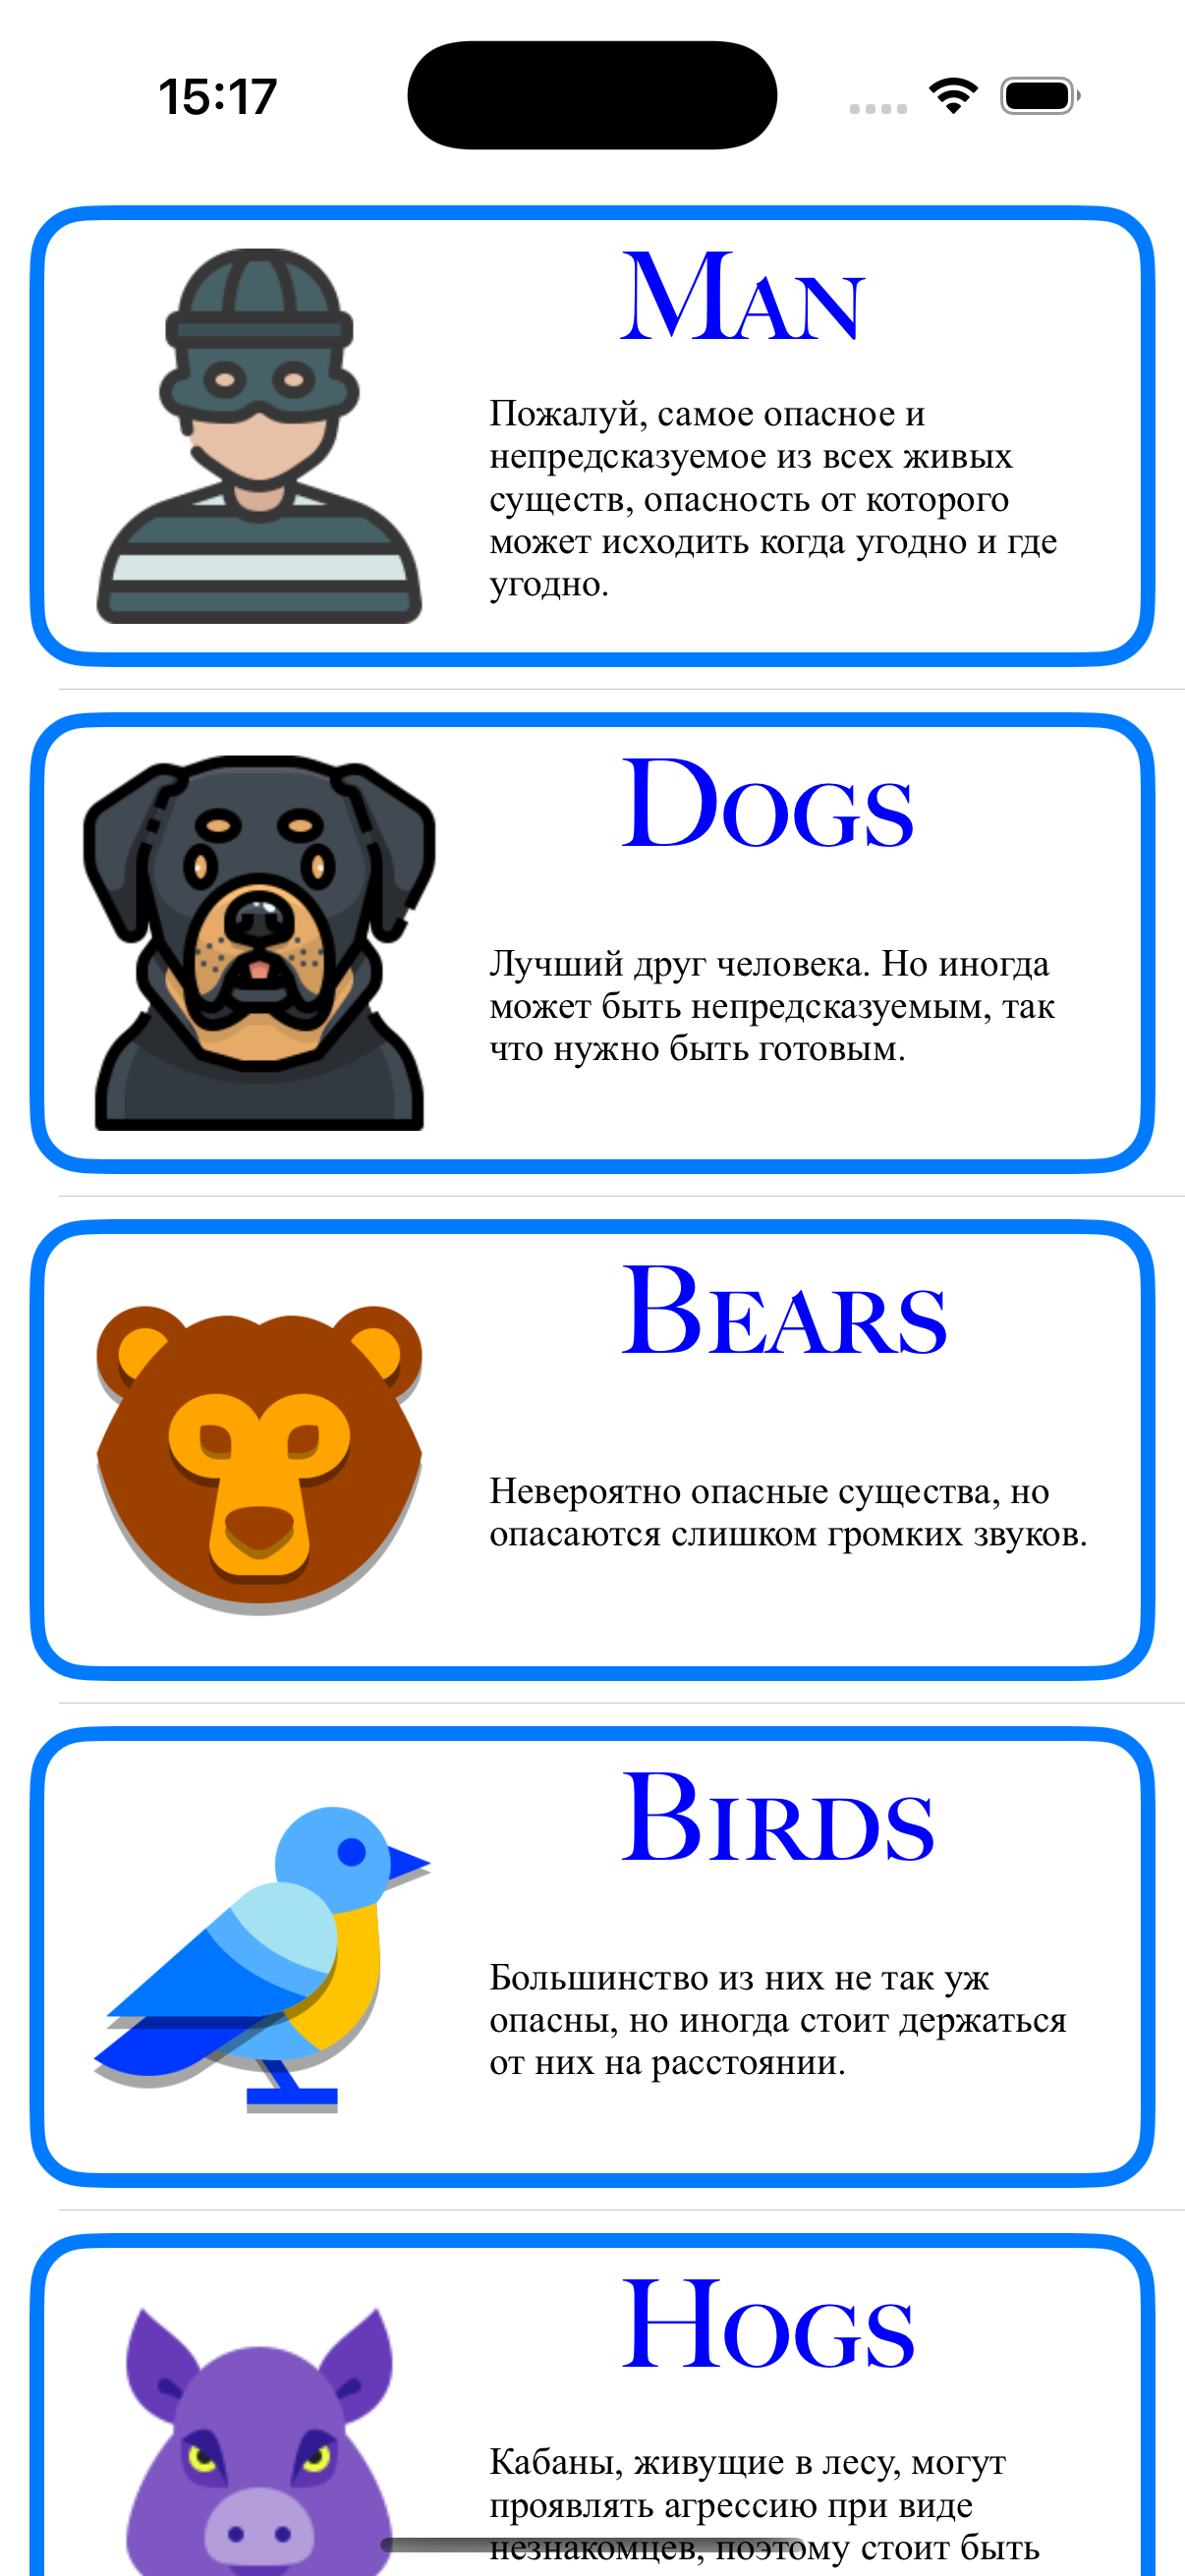 15:17
Man
Пожалуй, самое опасное и
непредсказуемое из всех живых
существ, опасность от которого
может исходить когда угодно и где
угодно.
Dogs
Лучший друг человека. Но иногда
может быть непредсказуемым, так
что нужно быть готовым.
Bears
Невероятно опасные существа, но
опасаются слишком громких звуков.
Birds
Большинство из них не так уж
опасны, но иногда стоит держаться
от них на расстоянии.
Hogs
Кабаны, живущие в лесу, могут
проявлять агрессию при виде
незнакомцев, поэтому стоит быть